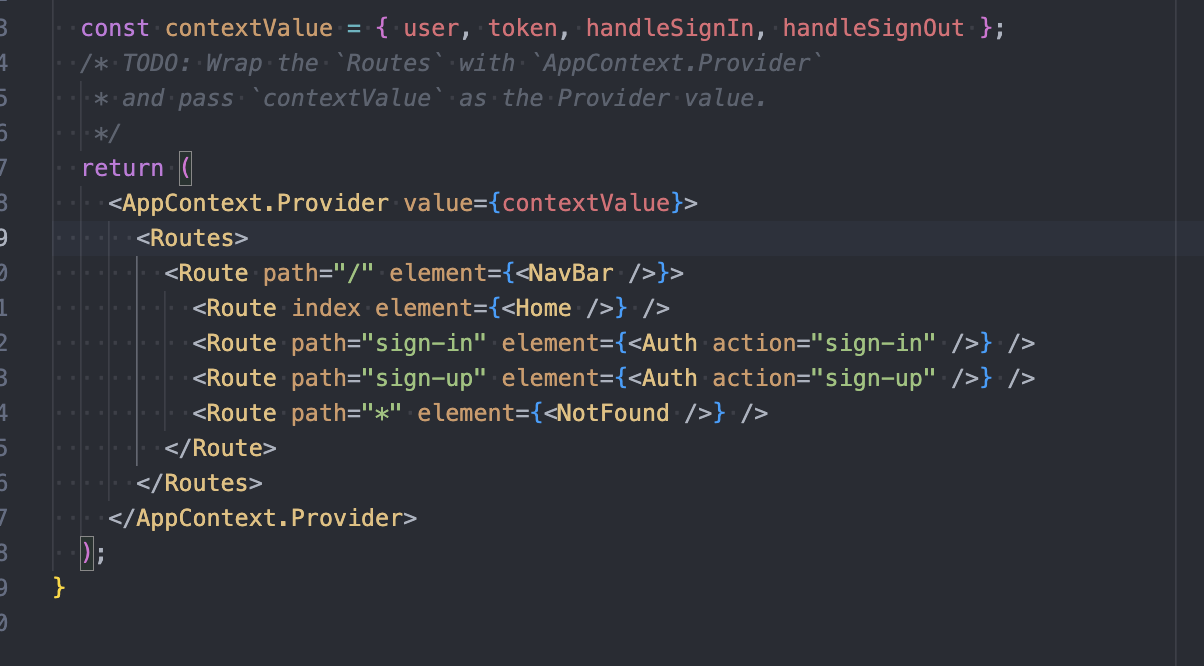 3 const contextValue = { user, token, handleSignIn, handleSignOut };
4 /* TODO: Wrap the `Routes` with `AppContext.Provider`
5 * and pass `contextValue` as the Provider value.
6 */
7 return (
8 <AppContext.Provider value={contextValue}>
9 <Routes>
0 <Route path="/" element={<NavBar />}>
1 <Route index element={<Home />} />
2 <Route path="sign-in" element={<Auth action="sign-in" />} />
3 <Route path="sign-up" element={<Auth action="sign-up" />} />
4 <Route path="*" element={<NotFound />} />
5 </Route>
6 </Routes>
7 </AppContext.Provider>
8 );
9 }
0